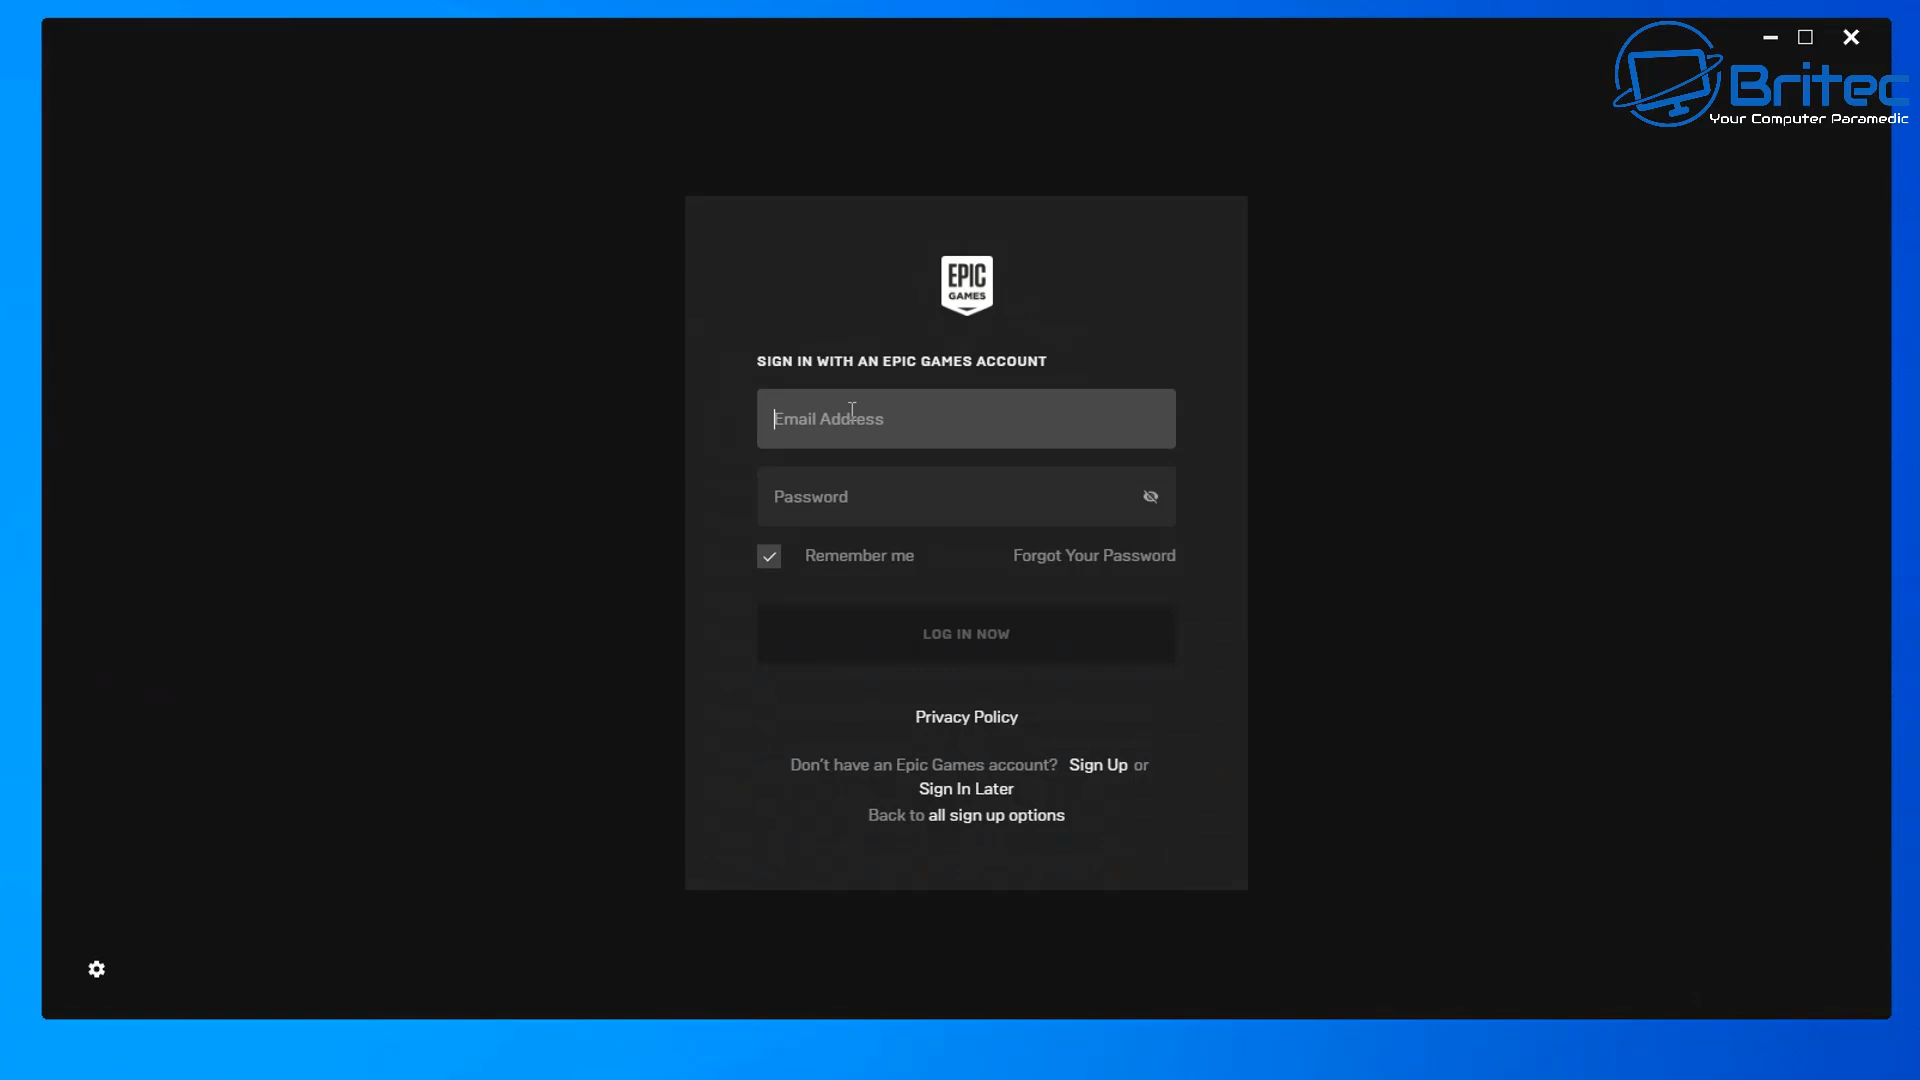 Britec
Your Computer Paramedic
EPIC
GAMES
SIGN IN WITH AN EPIC GAMES ACCOUNT
Email Address
Password
Remember me
Forgot Your Password
LOG IN NOW
Privacy Policy
Don't have an Epic Games account? Sign Up or
Sign In Later
Back to all sign up options